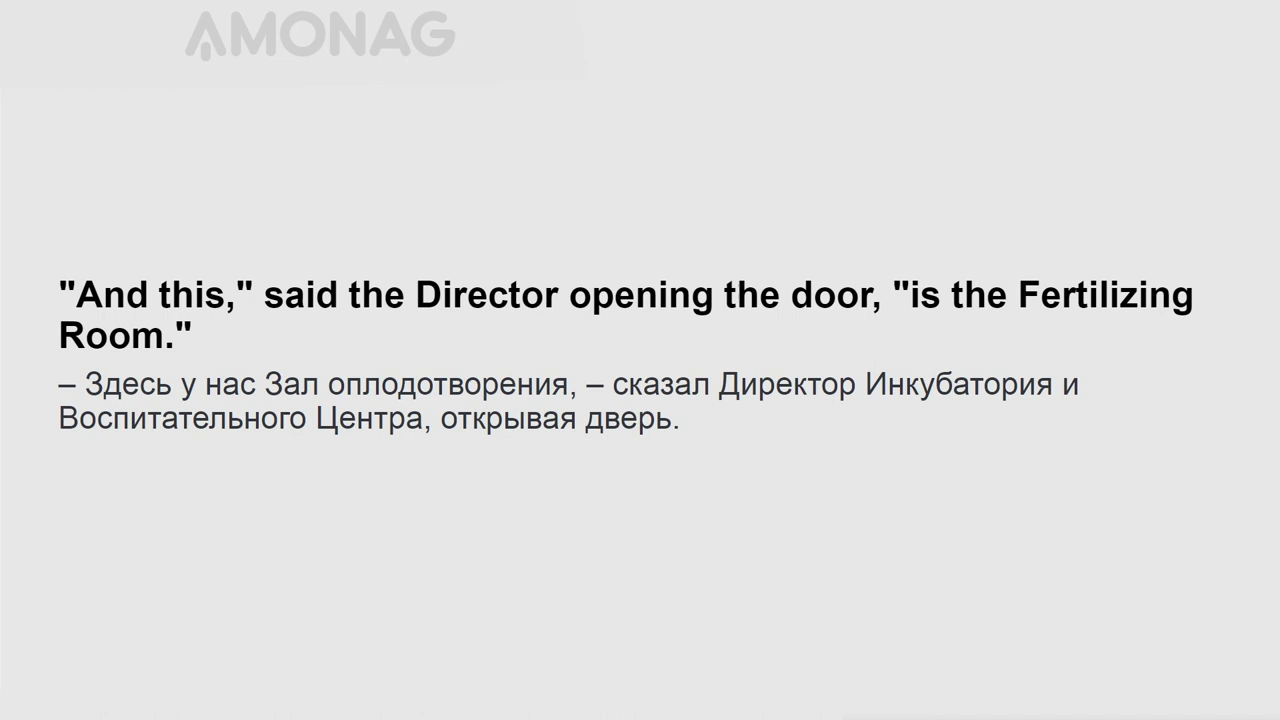 AMONAG
"And this," said the Director opening the door, "is the Fertilizing
Room."
– Здесь у нас Зал оплодотворения, – сказал Директор Инкубатория и
Воспитательного Центра, открывая дверь.